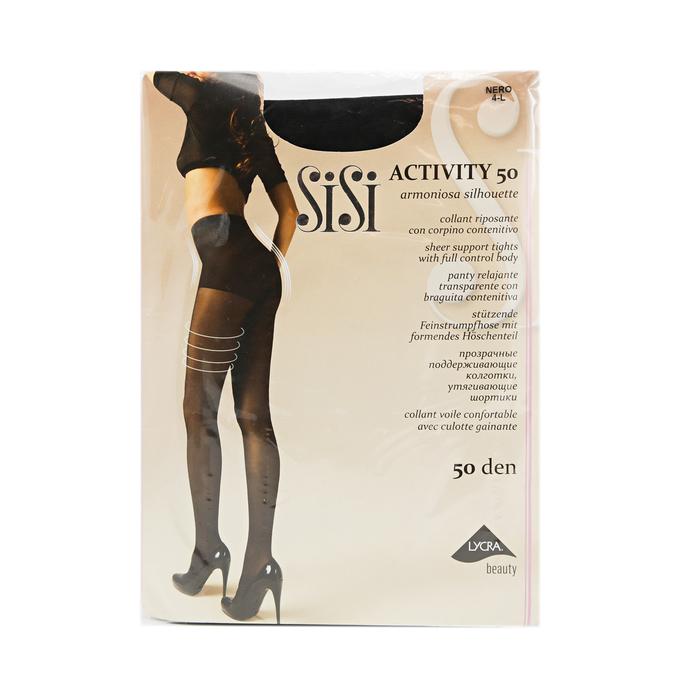 NERO
4-L
SiSi
ACTIVITY 50
armoniosa silhouette
collant riposante
con corpino contenitivo
sheer support tights
with full control body
panty relajante
transparente con
braguita contenitiva
stützende
Feinstrumpfhose mit
formendes Höschenteil
прозрачные
поддерживающие
колготки,
утягивающие
шортики
collant voile confortable
avec culotte gainante
50 den
LYCRA.
beauty